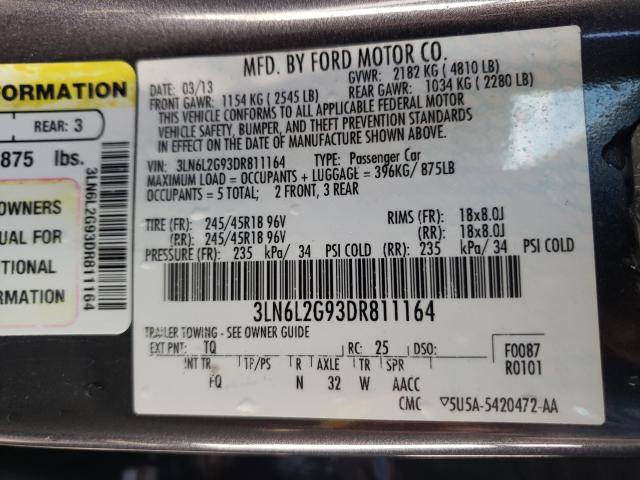 FORMATION
REAR: 3
875 lbs.
OWNERS
UAL FOR
TIONAL
RMATION
3LN6L2G93DR811164
MFD. BY FORD MOTOR CO.
DATE: 03/13 GVWR: 2182 KG (4810 LB)
FRONT GAWR: 1154 KG (2545 LB) REAR GAWR: 1034 KG (2280 LB)
THIS VEHICLE CONFORMS TO ALL APPLICABLE FEDERAL MOTOR
VEHICLE SAFETY, BUMPER, AND THEFT PREVENTION STANDARDS
IN EFFECT ON THE DATE OF MANUFACTURE SHOWN ABOVE.
VIN: 3LN6L2G93DR811164 TYPE: Passenger Car
MAXIMUM LOAD = OCCUPANTS + LUGGAGE = 396KG/875LB
OCCUPANTS = 5 TOTAL; 2 FRONT, 3 REAR
TIRE (FR): 245/45R18 96V RIMS (FR): 18x8.0J
(RR): 245/45R18 96V (RR): 18x8.0J
PRESSURE (FR): 235 kPa/ 34 PSI COLD (RR): 235 kPa/ 34 PSI COLD
3LN6L2G93DR811164
TRAILER TOWING - SEE OWNER GUIDE
EXT PNT: TQ RC: 25 DSO: F0087
INT TR TP/PS R AXLE TR SPR R0101
FQ N 32 W AACC
CMC ▽5U5A-5420472-AA